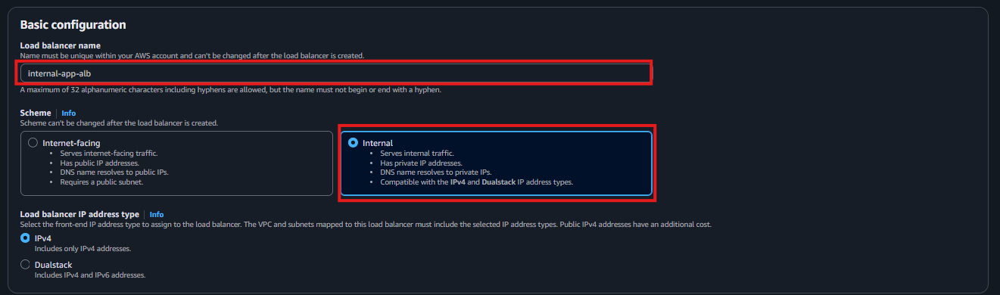 Basic configuration
Load balancer name
Name must be unique within your AWS account and can't be changed after the load balancer is created.
internal-app-alb
A maximum of 32 alphanumeric characters including hyphens are allowed, but the name must not begin or end with a hyphen.
Scheme | Info
Scheme can't be changed after the load balancer is created.
Internet-facing
• Serves internet-facing traffic.
• Has public IP addresses.
• DNS name resolves to public IPs.
• Requires a public subnet.
Internal
• Serves internal traffic.
• Has private IP addresses.
• DNS name resolves to private IPs.
• Compatible with the IPv4 and Dualstack IP address types.
Load balancer IP address type | Info
Select the front-end IP address type to assign to the load balancer. The VPC and subnets mapped to this load balancer must include the selected IP address types. Public IPv4 addresses have an additional cost.
IPv4
Includes only IPv4 addresses.
Dualstack
Includes IPv4 and IPv6 addresses.